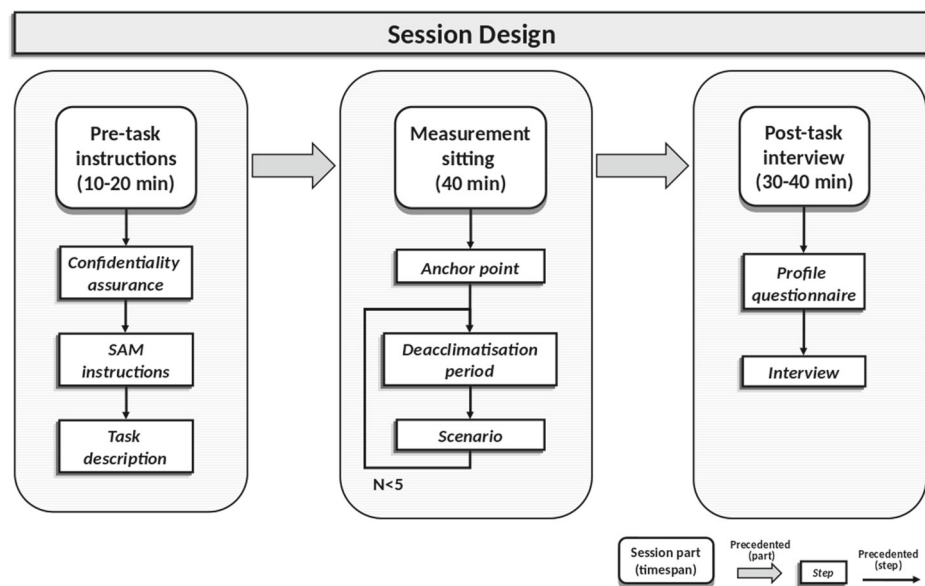 Session Design
Pre-task
instructions
(10-20 min)
Confidentiality
assurance
SAM
instructions
Task
description
Measurement
sitting
(40 min)
Anchor point
Deacclimatisation
period
Scenario
N<5
Post-task
interview
(30-40 min)
Profile
questionnaire
Interview
Session part
(timespan)
Precedented
(part)
Step
Precedented
(step)